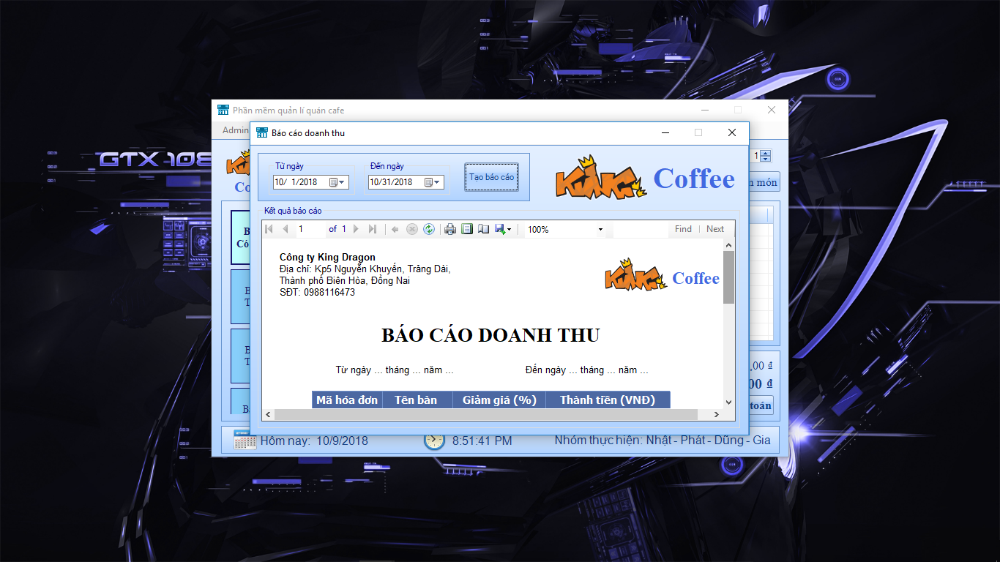 Phần mềm quản lí quán cafe
Admin
Báo cáo doanh thu
GTX-108
Từ ngày
Đến ngày
10/ 1/2018
10/31/2018
Tạo báo cáo
KING Coffee
1
m món
Kết quả báo cáo
1 of 1
100%
Find | Next
Công ty King Dragon
Địa chỉ: Kp5 Nguyễn Khuyến, Trảng Dài,
Thành phố Biên Hòa, Đồng Nai
SĐT: 0988116473
KING Coffee
BÁO CÁO DOANH THU
Từ ngày ... tháng ... năm ...
Đến ngày ... tháng ... năm ...
Mã hóa đơn
Tên bàn
Giảm giá (%)
Thành tiền (VNĐ)
,00 ₫
00 ₫
toán
Hôm nay: 10/9/2018
8:51:41 PM
Nhóm thực hiện: Nhật - Phát - Dũng - Gia